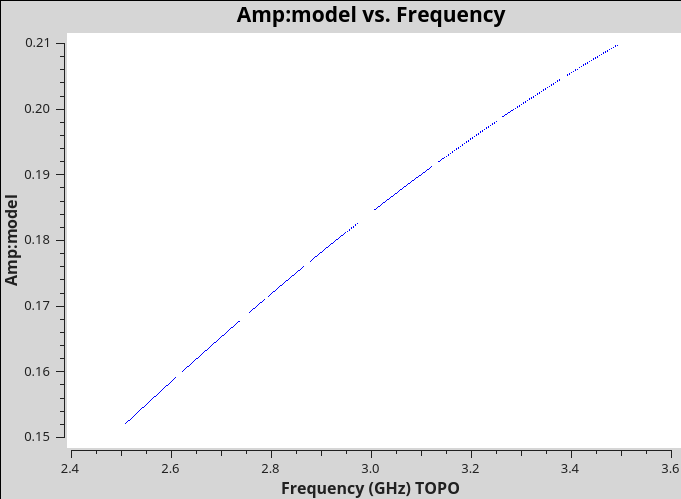 Amp:model vs. Frequency
0.21
0.20
0.19
0.18
0.17
0.16
0.15
Amp:model
2.4 2.6 2.8 3.0 3.2 3.4 3.6
Frequency (GHz) TOPO